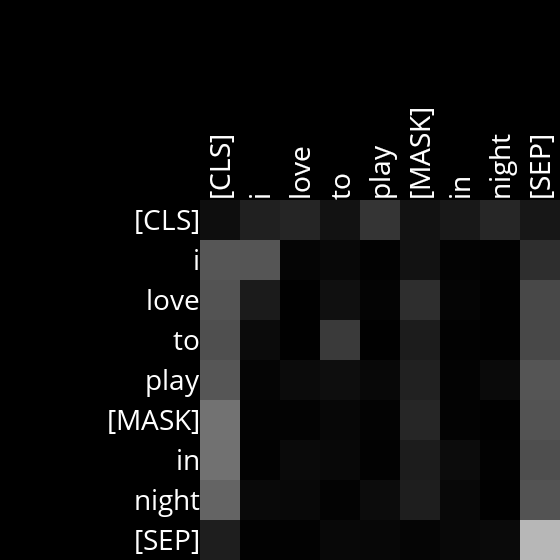 [CLS] i love to play [MASK] in night [SEP]
[CLS]
i
love
to
play
[MASK]
in
night
[SEP]